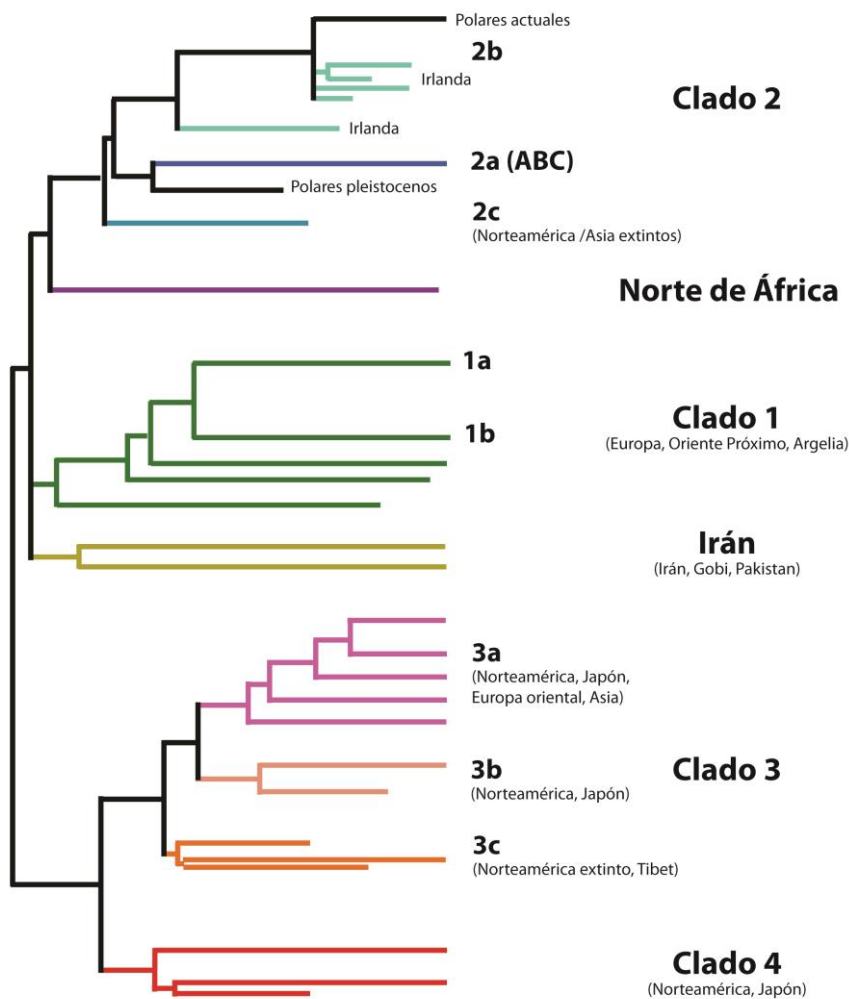 Polares actuales
2b
Irlanda
Clado 2
Irlanda
2a (ABC)
Polares pleistocenos
2c
(Norteamérica /Asia extintos)
Norte de África
1a
Clado 1
1b
(Europa, Oriente Próximo, Argelia)
Irán
(Irán, Gobi, Pakistan)
3a
(Norteamérica, Japón,
Europa oriental, Asia)
3b
Clado 3
(Norteamérica, Japón)
3c
(Norteamérica extinto, Tibet)
Clado 4
(Norteamérica, Japón)